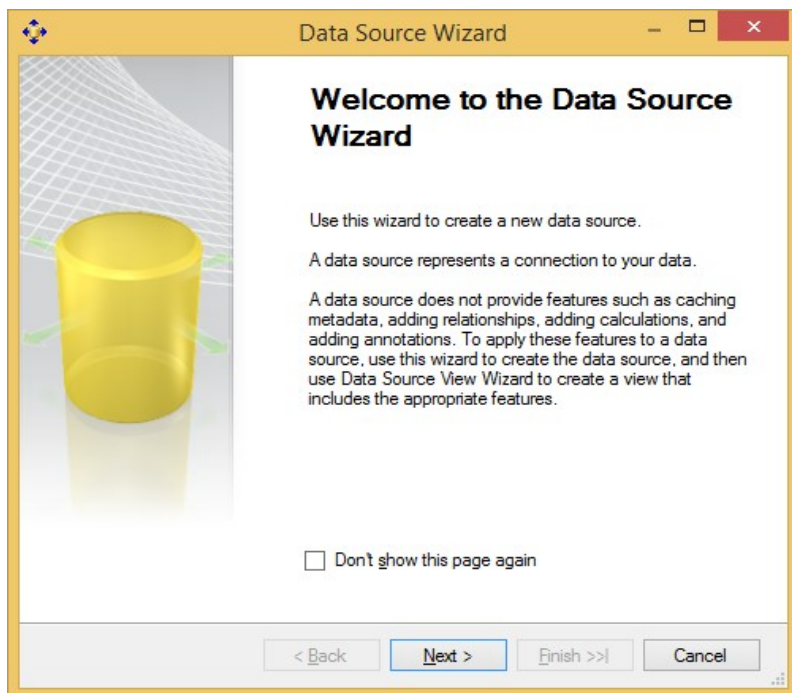 Data Source Wizard
Welcome to the Data Source
Wizard
Use this wizard to create a new data source.
A data source represents a connection to your data.
A data source does not provide features such as caching
metadata, adding relationships, adding calculations, and
adding annotations. To apply these features to a data
source, use this wizard to create the data source, and then
use Data Source View Wizard to create a view that
includes the appropriate features.
Don't show this page again
< Back
Next >
Finish >>|
Cancel